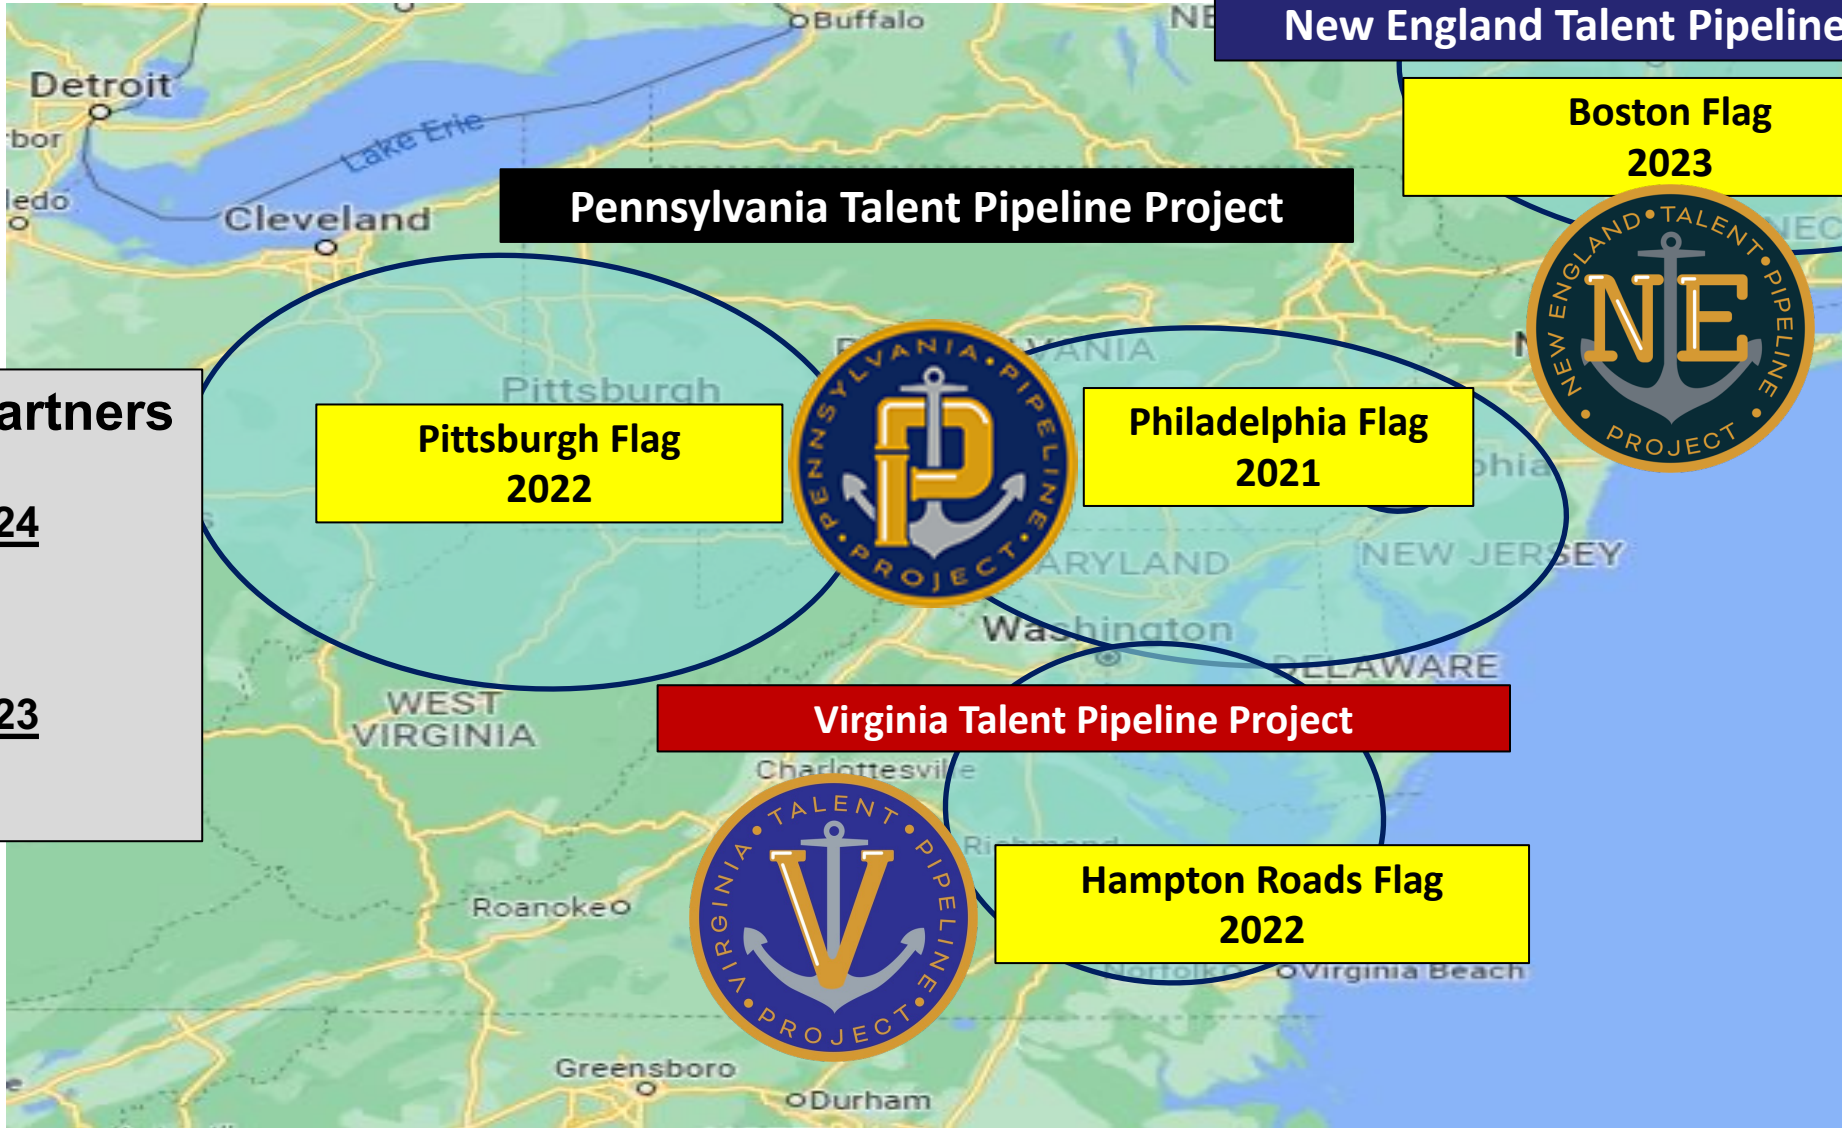 New England Talent Pipeline
Buffalo
Detroit
Boston Flag
2023
Lake Erie
Cleveland
Pennsylvania Talent Pipeline Project
NEW ENGLAND • TALENT • PIPELINE • PROJECT •
NE
PENNSYLVANIA • PIPELINE • PROJECT •
P
Pittsburgh
Pittsburgh Flag
2022
Philadelphia Flag
2021
artners
24
23
ARYLAND
NEW JERSEY
Washington
DELAWARE
WEST
VIRGINIA
Virginia Talent Pipeline Project
Charlottesville
VIRGINIA • TALENT • PIPELINE • PROJECT •
V
Richmond
Hampton Roads Flag
2022
Roanoke
Norfolk
Virginia Beach
Greensboro
Durham